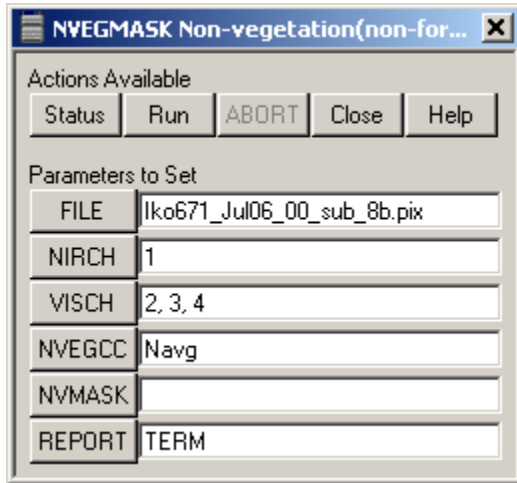 NVEGMASK Non-vegetation(non-for...
Actions Available
Status Run ABORT Close Help
Parameters to Set
FILE Iko671_Jul06_00_sub_8b.pix
NIRCH 1
VISCH 2, 3, 4
NVEGCC Navg
NVMASK
REPORT TERM